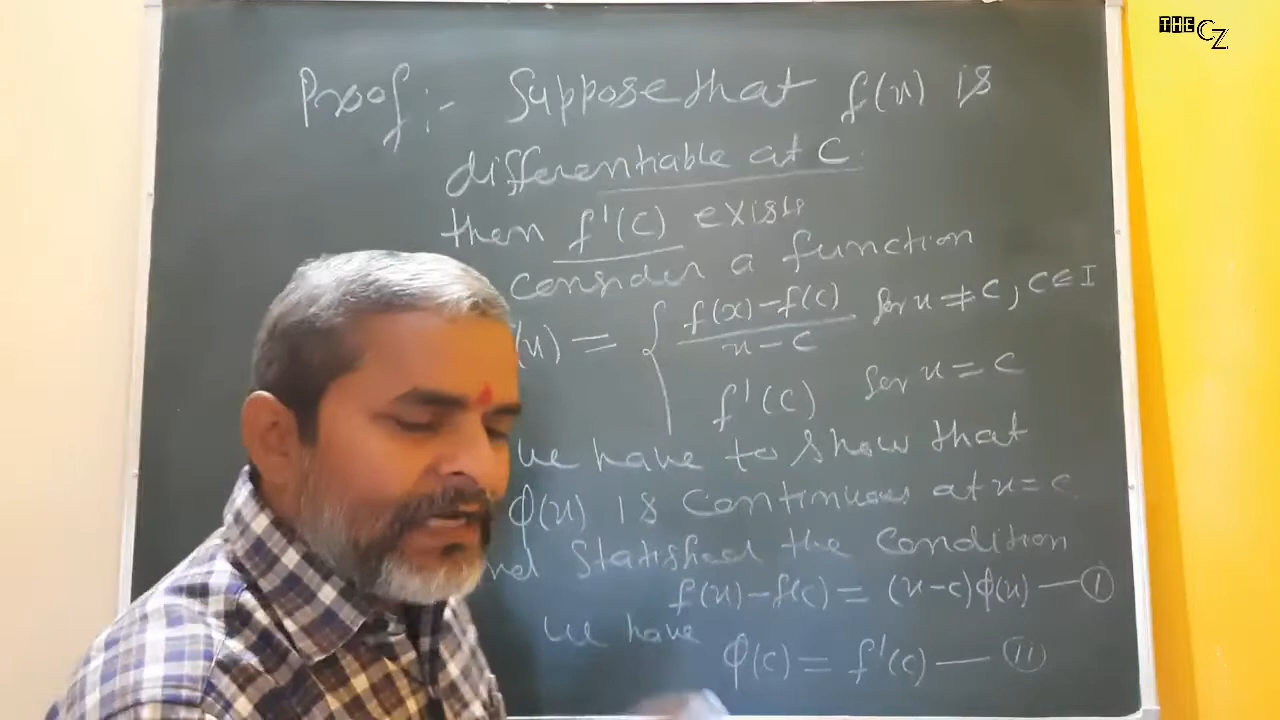 THE CZ
Proof:- Suppose that f(x) is
differentiable at c
then f'(c) exists
consider a function
(x) = { f(x)-f(c) / x-c for x ≠ c, c ∈ I
f'(c) for x = c
we have to show that
φ(x) is continuous at x = c
nd Statisfied the condition
f(x)-f(c) = (x-c)φ(x) — (I)
we have φ(c) = f'(c) — (II)